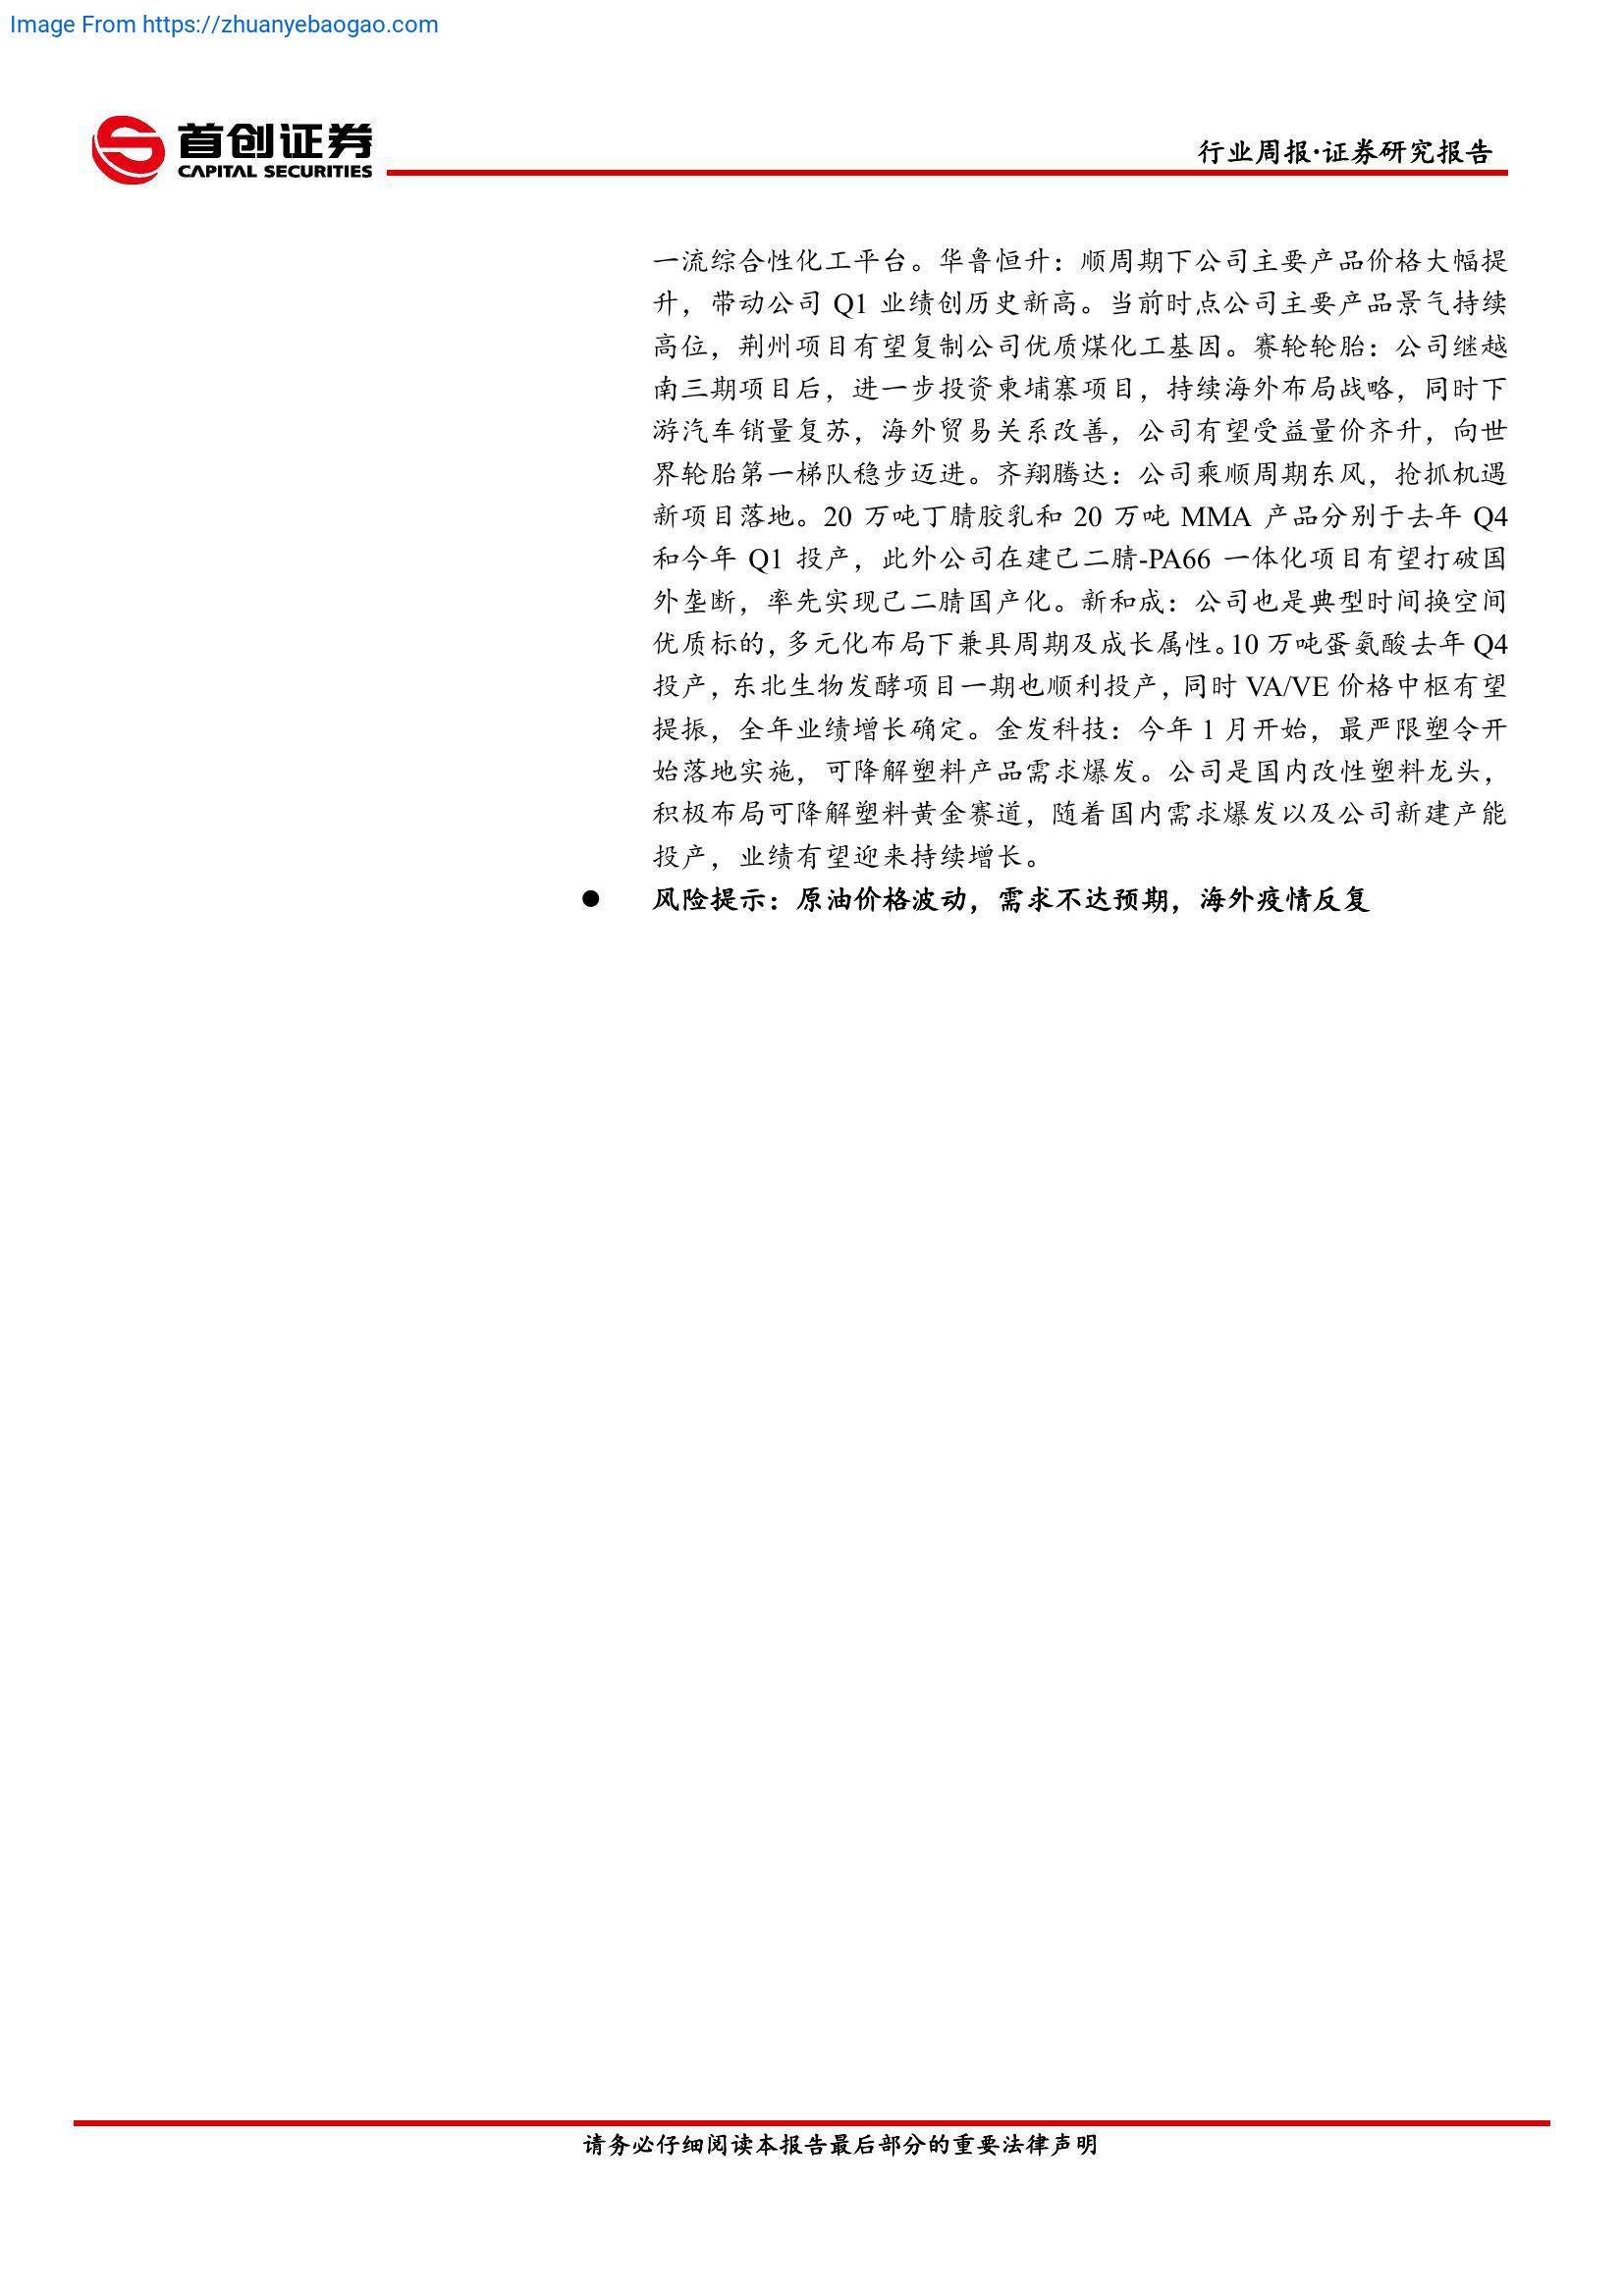 Image From https://zhuanyebaogao.com
首创证券
CAPITAL SECURITIES
行业周报·证券研究报告
一流综合性化工平台。华鲁恒升：顺周期下公司主要产品价格大幅提
升，带动公司 Q1 业绩创历史新高。当前时点公司主要产品景气持续
高位，荆州项目有望复制公司优质煤化工基因。赛轮轮胎：公司继越
南三期项目后，进一步投资柬埔寨项目，持续海外布局战略，同时下
游汽车销量复苏，海外贸易关系改善，公司有望受益量价齐升，向世
界轮胎第一梯队稳步迈进。齐翔腾达：公司乘顺周期东风，抢抓机遇
新项目落地。20 万吨丁腈胶乳和 20 万吨 MMA 产品分别于去年 Q4
和今年 Q1 投产，此外公司在建己二腈-PA66 一体化项目有望打破国
外垄断，率先实现己二腈国产化。新和成：公司也是典型时间换空间
优质标的，多元化布局下兼具周期及成长属性。10 万吨蛋氨酸去年 Q4
投产，东北生物发酵项目一期也顺利投产，同时 VA/VE 价格中枢有望
提振，全年业绩增长确定。金发科技：今年 1 月开始，最严限塑令开
始落地实施，可降解塑料产品需求爆发。公司是国内改性塑料龙头，
积极布局可降解塑料黄金赛道，随着国内需求爆发以及公司新建产能
投产，业绩有望迎来持续增长。
● 风险提示：原油价格波动，需求不达预期，海外疫情反复
请务必仔细阅读本报告最后部分的重要法律声明